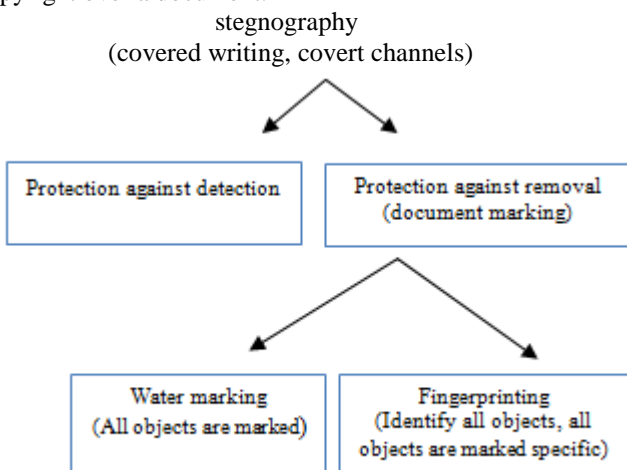 stegnography
(covered writing, covert channels)
Protection against detection
Protection against removal
(document marking)
Water marking
(All objects are marked)
Fingerprinting
(Identify all objects, all
objects are marked specific)